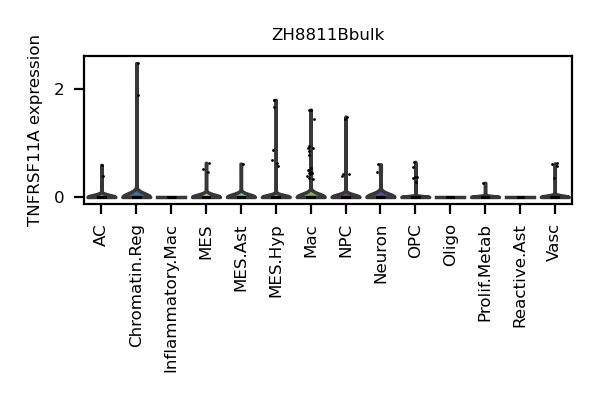 ZH8811Bbulk
TNFRSF11A expression
2
0
AC
Chromatin.Reg
Inflammatory.Mac
MES
MES.Ast
MES.Hyp
Mac
NPC
Neuron
OPC
Oligo
Prolif.Metab
Reactive.Ast
Vasc